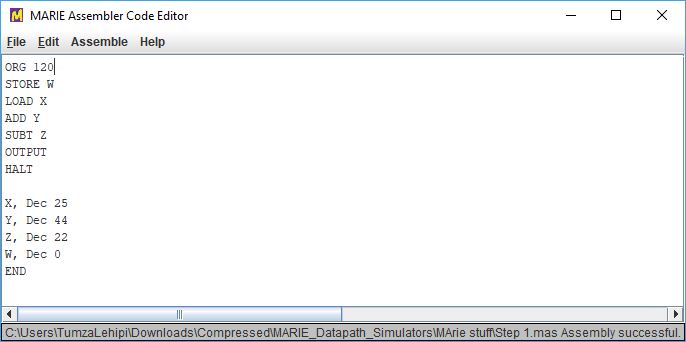 MARIE Assembler Code Editor
File Edit Assemble Help
ORG 120
STORE W
LOAD X
ADD Y
SUBT Z
OUTPUT
HALT
X, Dec 25
Y, Dec 44
Z, Dec 22
W, Dec 0
END
C:\Users\TumzaLehipi\Downloads\Compressed\MARIE_Datapath_Simulators\MArie stuff\Step 1.mas Assembly successful.